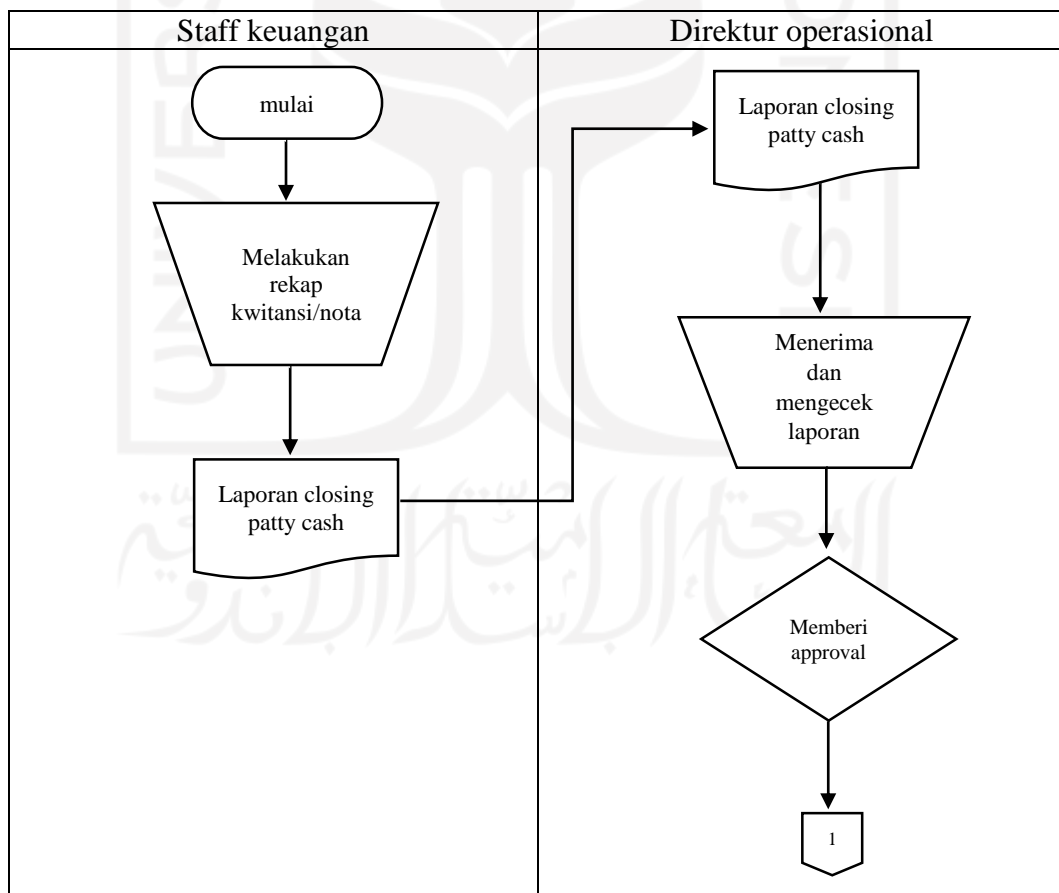 Staff keuangan
Direktur operasional
mulai
Melakukan
rekap
kwitansi/nota
Laporan closing
patty cash
Laporan closing
patty cash
Menerima
dan
mengecek
laporan
Memberi
approval
1